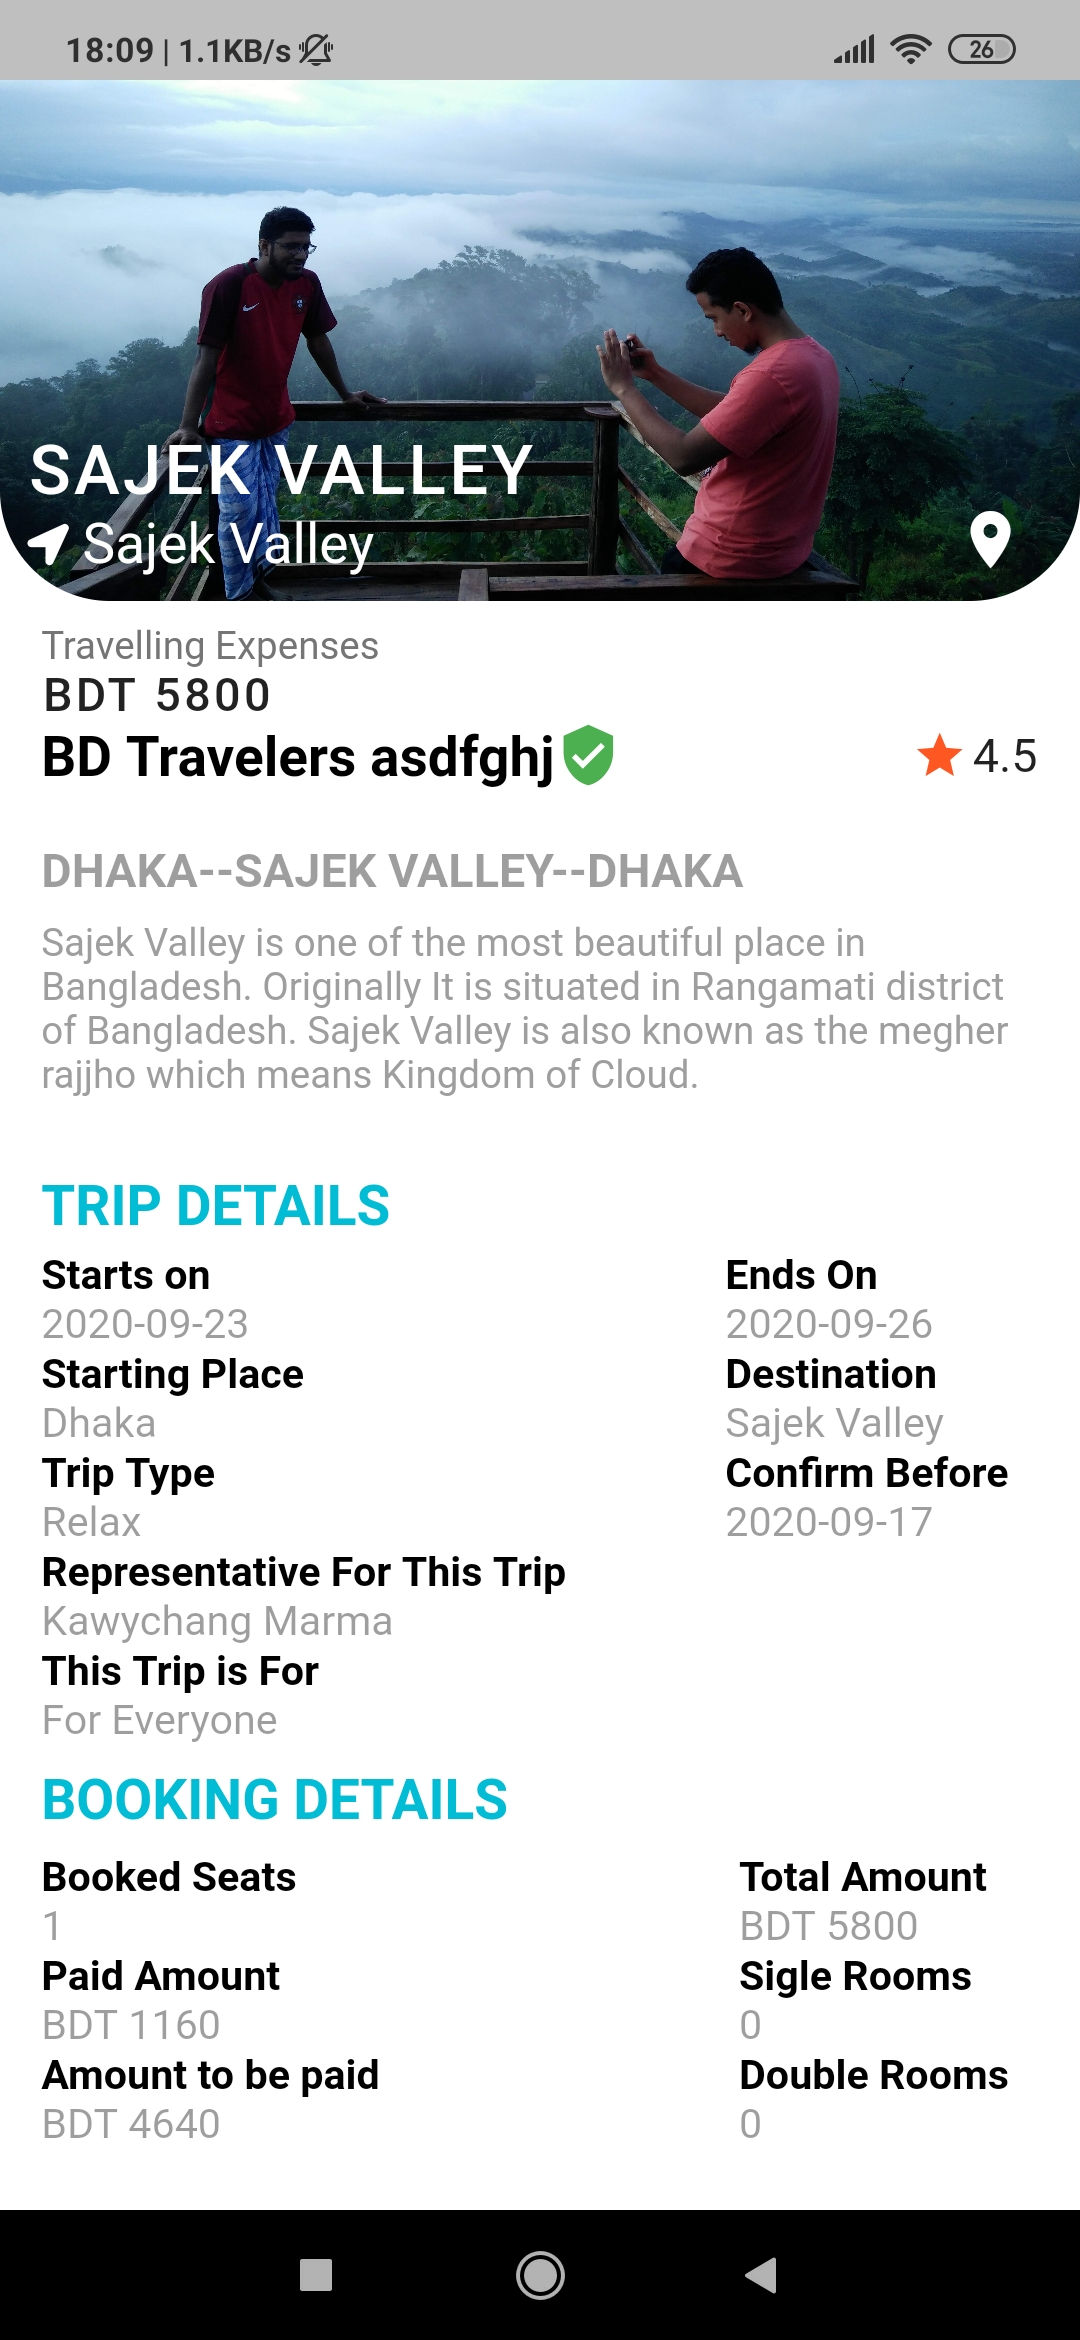 18:09 | 1.1KB/s
26
SAJEK VALLEY
Sajek Valley
Travelling Expenses
BDT 5800
BD Travelers asdfghj
4.5
DHAKA--SAJEK VALLEY--DHAKA
Sajek Valley is one of the most beautiful place in
Bangladesh. Originally It is situated in Rangamati district
of Bangladesh. Sajek Valley is also known as the megher
rajjho which means Kingdom of Cloud.
TRIP DETAILS
Starts on
2020-09-23
Ends On
2020-09-26
Starting Place
Dhaka
Destination
Sajek Valley
Trip Type
Relax
Confirm Before
2020-09-17
Representative For This Trip
Kawychang Marma
This Trip is For
For Everyone
BOOKING DETAILS
Booked Seats
1
Total Amount
BDT 5800
Paid Amount
BDT 1160
Sigle Rooms
0
Amount to be paid
BDT 4640
Double Rooms
0